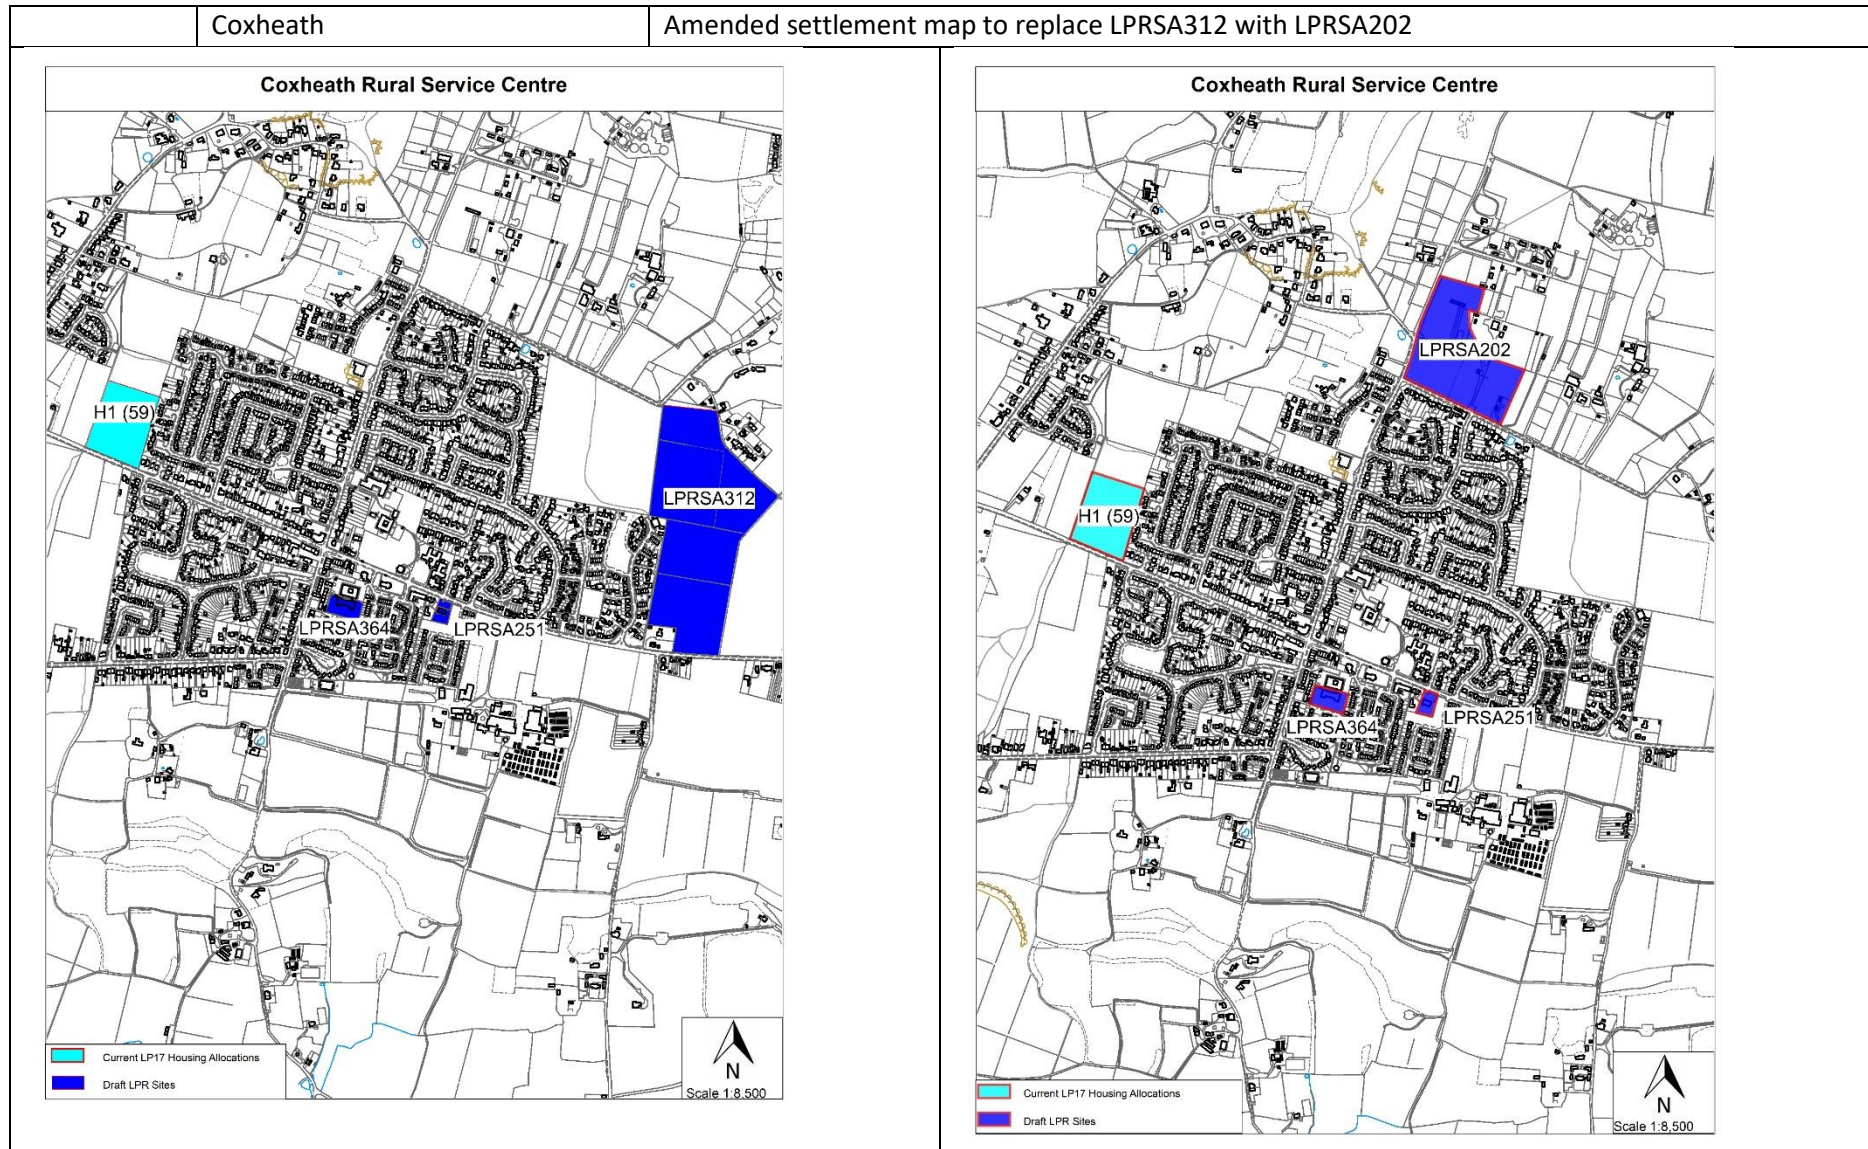 Coxheath
Amended settlement map to replace LPRSA312 with LPRSA202
Coxheath Rural Service Centre
H1 (59)
LPRSA312
LPRSA364
LPRSA251
Current LP17 Housing Allocations
Draft LPR Sites
N
Scale 1:8,500
Coxheath Rural Service Centre
LPRSA202
H1 (59)
LPRSA251
LPRSA364
Current LP17 Housing Allocations
Draft LPR Sites
N
Scale 1:8,500